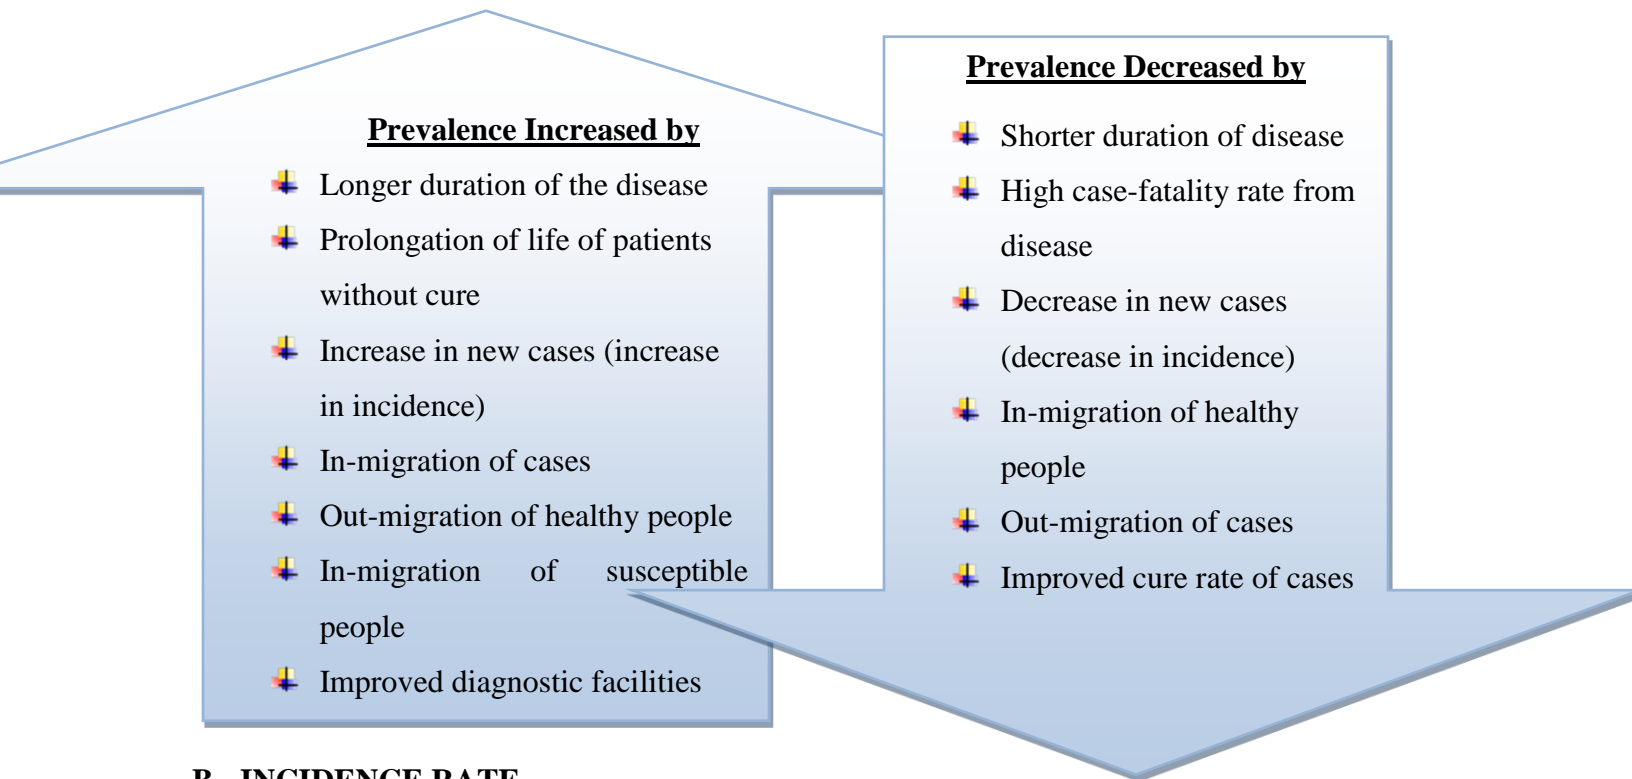 Prevalence Increased by
Longer duration of the disease
Prolongation of life of patients
without cure
Increase in new cases (increase
in incidence)
In-migration of cases
Out-migration of healthy people
In-migration of susceptible
people
Improved diagnostic facilities
Prevalence Decreased by
Shorter duration of disease
High case-fatality rate from
disease
Decrease in new cases
(decrease in incidence)
In-migration of healthy
people
Out-migration of cases
Improved cure rate of cases
B. INCIDENCE RATE